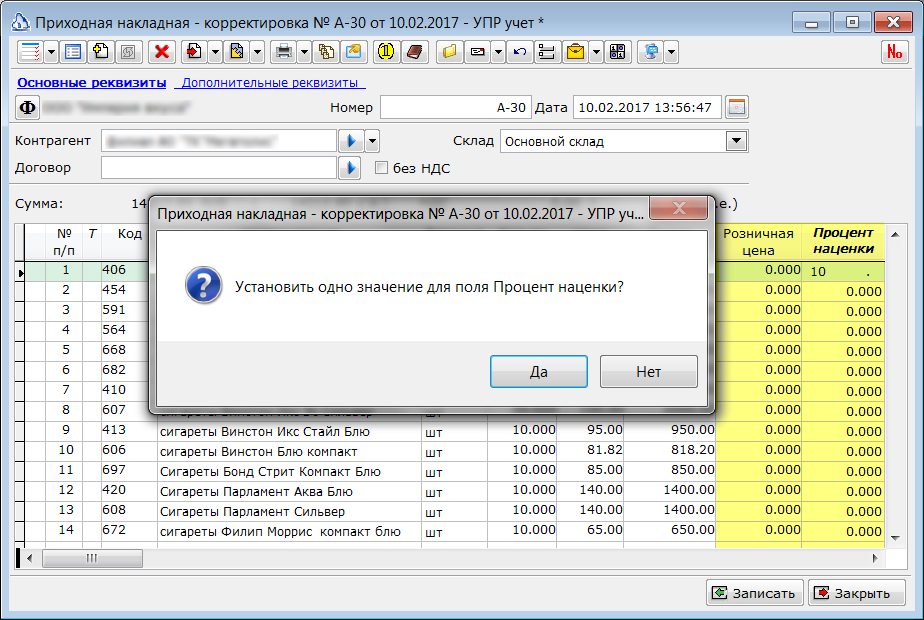 Приходная накладная - корректировка № А-30 от 10.02.2017 - УПР учет *
No
Основные реквизиты Дополнительные реквизиты
Ф Номер А-30 Дата 10.02.2017 13:56:47
Контрагент Склад Основной склад
Договор без НДС
Сумма: .е.)
Приходная накладная - корректировка № А-30 от 10.02.2017 - УПР уч...
Установить одно значение для поля Процент наценки?
Да Нет
№ п/п Т Код Розничная цена Процент наценки
1 406 0.000 10 .
2 454 0.000 0.000
3 591 0.000 0.000
4 564 0.000 0.000
5 668 0.000 0.000
6 682 0.000 0.000
7 410 0.000 0.000
8 607 0.000 0.000
9 413 сигареты Винстон Икс Стайл Блю шт 10.000 95.00 950.00 0.000 0.000
10 606 сигареты Винстон Блю компакт шт 10.000 81.82 818.20 0.000 0.000
11 697 Сигареты Бонд Стрит Компакт Блю шт 10.000 85.00 850.00 0.000 0.000
12 420 Сигареты Парламент Аква Блю шт 10.000 140.00 1400.00 0.000 0.000
13 608 Сигареты Парламент Сильвер шт 10.000 140.00 1400.00 0.000 0.000
14 672 сигареты Филип Моррис компакт блю шт 10.000 65.00 650.00 0.000 0.000
Записать Закрыть